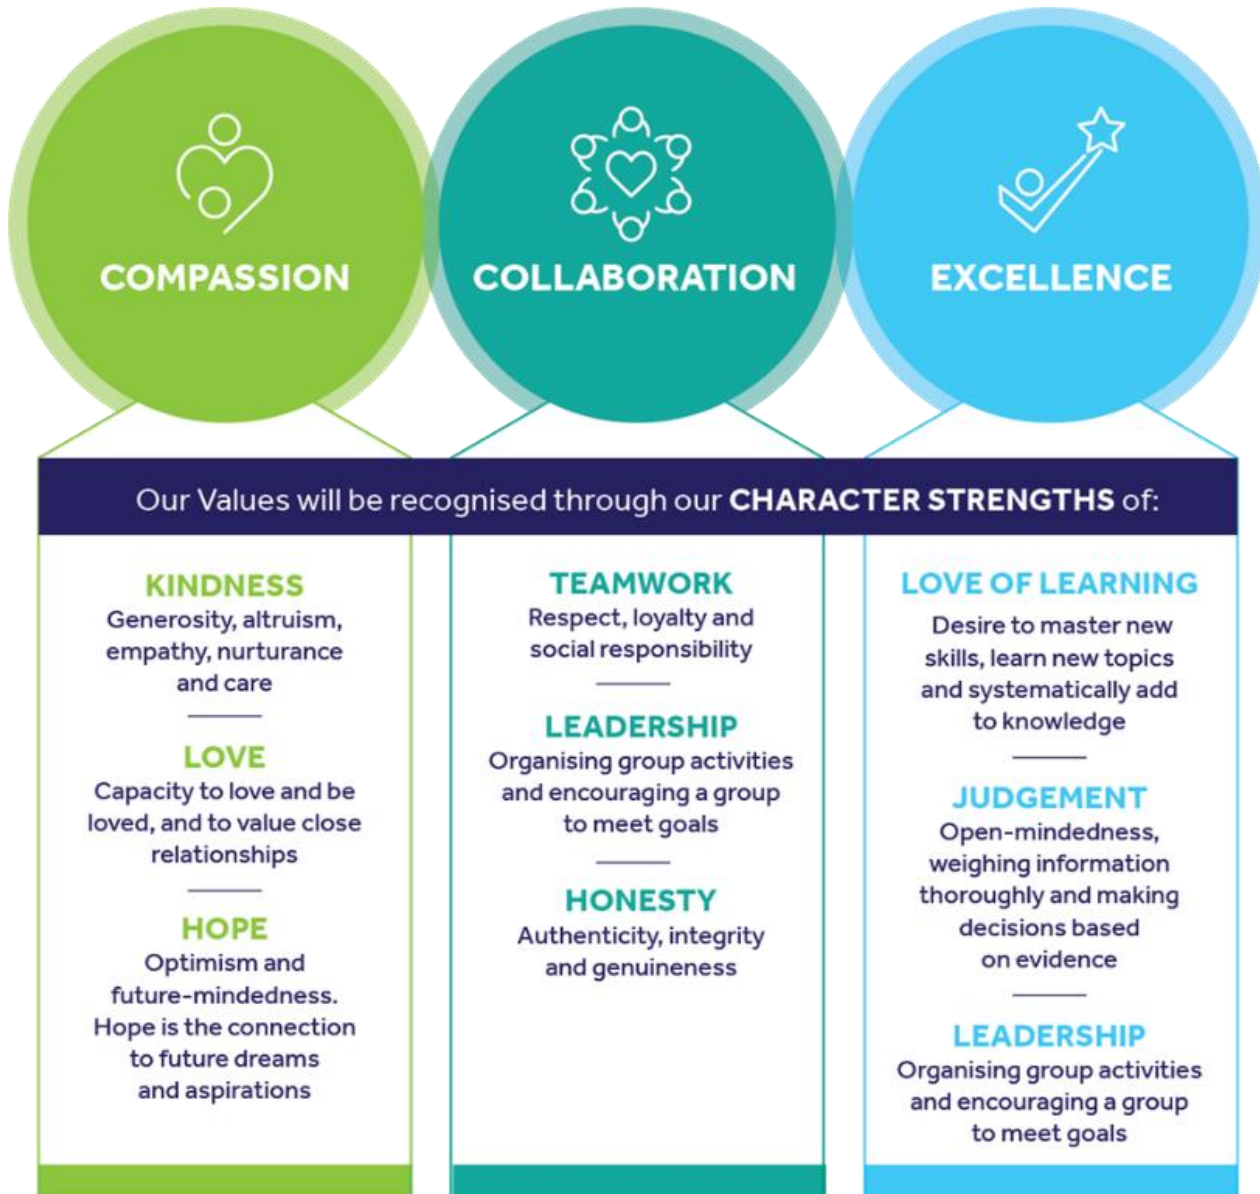 COMPASSION
COLLABORATION
EXCELLENCE
Our Values will be recognised through our CHARACTER STRENGTHS of:
KINDNESS
Generosity, altruism,
empathy, nurturance
and care
LOVE
Capacity to love and be
loved, and to value close
relationships
HOPE
Optimism and
future-mindedness.
Hope is the connection
to future dreams
and aspirations
TEAMWORK
Respect, loyalty and
social responsibility
LEADERSHIP
Organising group activities
and encouraging a group
to meet goals
HONESTY
Authenticity, integrity
and genuineness
LOVE OF LEARNING
Desire to master new
skills, learn new topics
and systematically add
to knowledge
JUDGEMENT
Open-mindedness,
weighing information
thoroughly and making
decisions based
on evidence
LEADERSHIP
Organising group activities
and encouraging a group
to meet goals